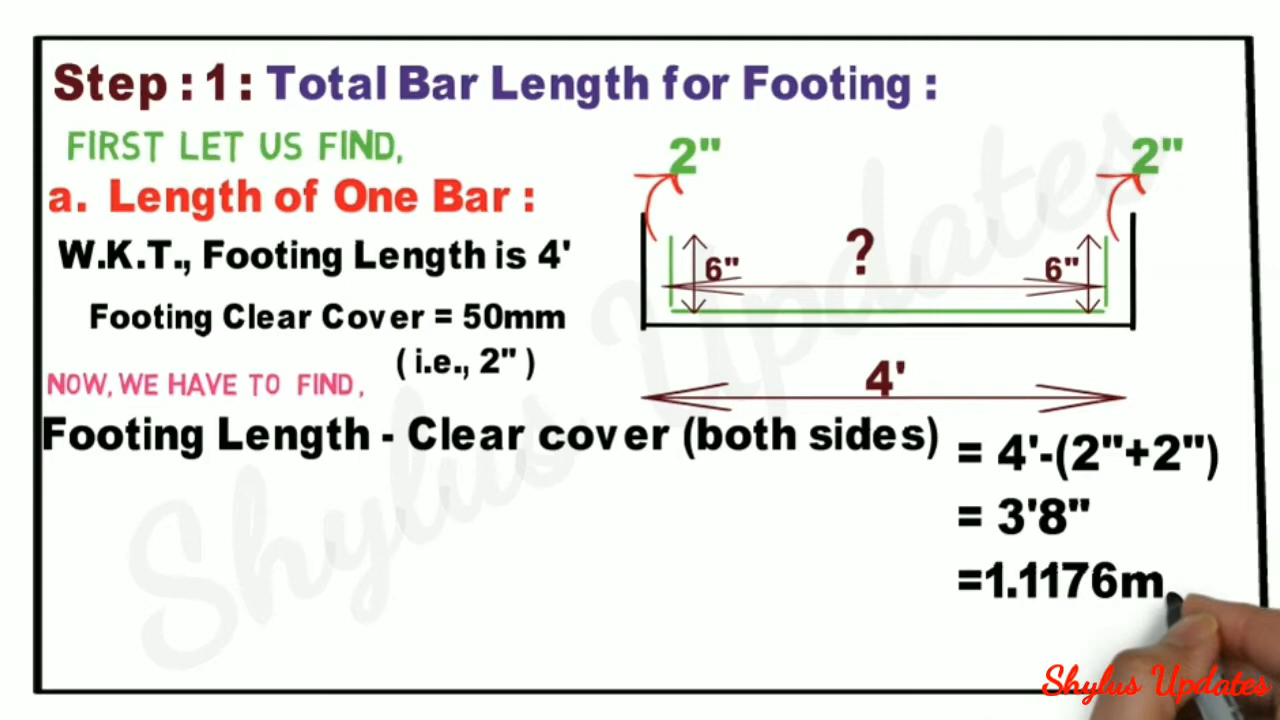 Step : 1 : Total Bar Length for Footing :
FIRST LET US FIND,
a. Length of One Bar :
W.K.T., Footing Length is 4'
Footing Clear Cover = 50mm
( i.e., 2" )
2"
2"
6"
?
6"
4'
NOW, WE HAVE TO FIND,
Footing Length - Clear cover (both sides)
= 4'-(2"+2")
= 3'8"
=1.1176m
Shylus Updates
Shylus Updates